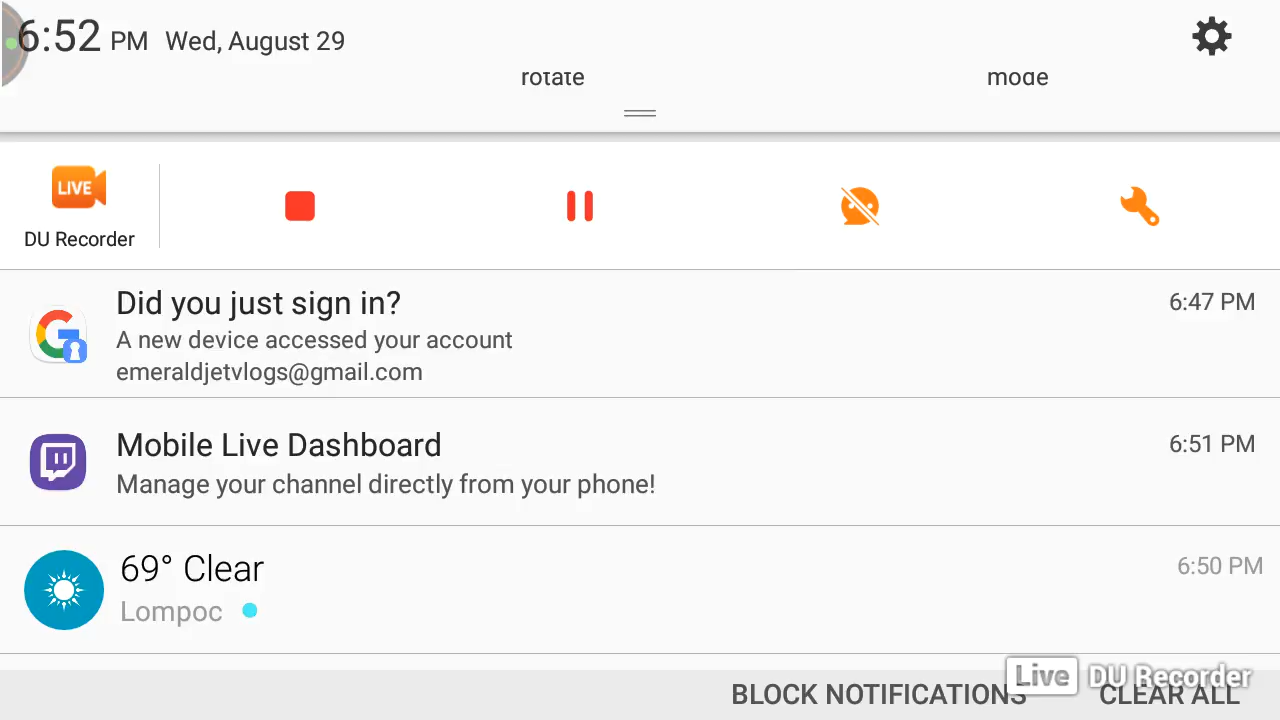 6:52 PM Wed, August 29
rotate mode
LIVE
DU Recorder
Did you just sign in? 6:47 PM
A new device accessed your account
emeraldjetvlogs@gmail.com
Mobile Live Dashboard 6:51 PM
Manage your channel directly from your phone!
69° Clear 6:50 PM
Lompoc
Live DU Recorder
BLOCK NOTIFICATIONS CLEAR ALL